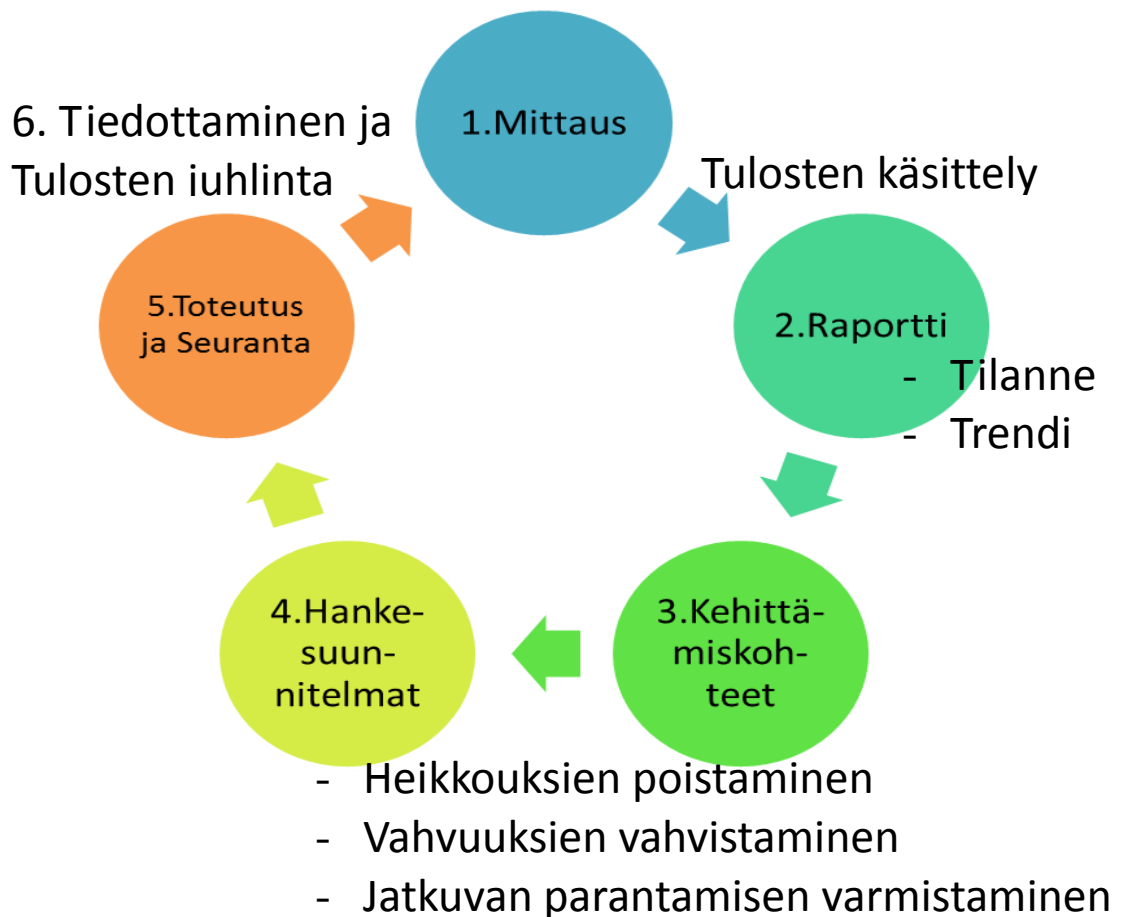 1.Mittaus
Tulosten käsittely
2.Raportti
- Tilanne
- Trendi
3.Kehittä-
miskoh-
teet
4.Hanke-
suun-
nitelmat
- Heikkouksien poistaminen
- Vahvuuksien vahvistaminen
- Jatkuvan parantamisen varmistaminen
5.Toteutus
ja Seuranta
6. Tiedottaminen ja
Tulosten juhlinta